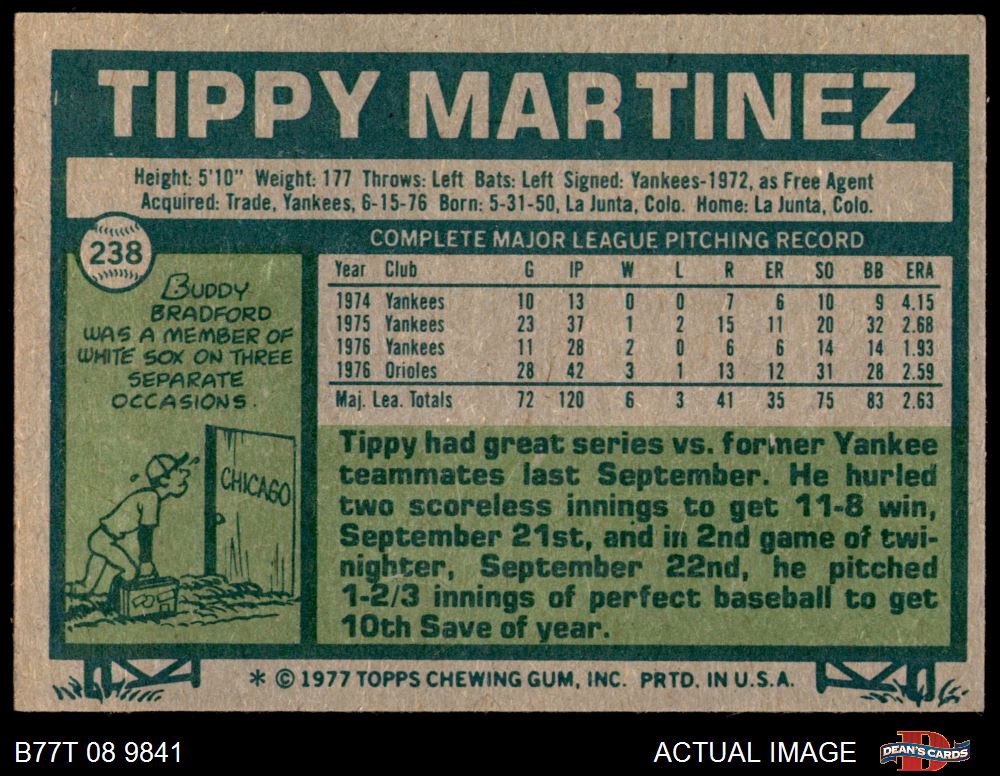 TIPPY MARTINEZ
Height: 5'10" Weight: 177 Throws: Left Bats: Left Signed: Yankees-1972, as Free Agent
Acquired: Trade, Yankees, 6-15-76 Born: 5-31-50, La Junta, Colo. Home: La Junta, Colo.
238
BUDDY
BRADFORD
WAS A MEMBER OF
WHITE SOX ON THREE
SEPARATE
OCCASIONS.
CHICAGO
COMPLETE MAJOR LEAGUE PITCHING RECORD
Year Club G IP W L R ER SO BB ERA
1974 Yankees 10 13 0 0 7 6 10 9 4.15
1975 Yankees 23 37 1 2 15 11 20 32 2.68
1976 Yankees 11 28 2 0 6 6 14 14 1.93
1976 Orioles 28 42 3 1 13 12 31 28 2.59
Maj. Lea. Totals 72 120 6 3 41 35 75 83 2.63
Tippy had great series vs. former Yankee
teammates last September. He hurled
two scoreless innings to get 11-8 win,
September 21st, and in 2nd game of twi-
nighter, September 22nd, he pitched
1-2/3 innings of perfect baseball to get
10th Save of year.
* © 1977 TOPPS CHEWING GUM, INC. PRTD. IN U.S.A.
B77T 08 9841
ACTUAL IMAGE
D
DEAN'S CARDS